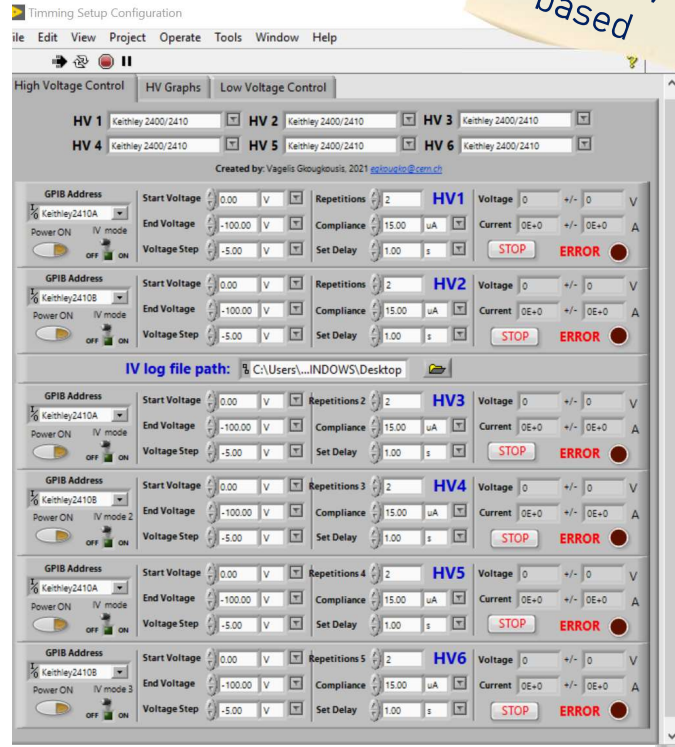 based
Timming Setup Configuration
File Edit View Project Operate Tools Window Help
High Voltage Control HV Graphs Low Voltage Control
HV 1 Keithley 2400/2410 HV 2 Keithley 2400/2410 HV 3 Keithley 2400/2410
HV 4 Keithley 2400/2410 HV 5 Keithley 2400/2410 HV 6 Keithley 2400/2410
Created by: Vagelis Gkougkousis, 2021 egkougko@cern.ch
GPIB Address Start Voltage 0.00 V Repetitions 2 HV1 Voltage 0 +/- 0 V
Keithley2410A End Voltage -100.00 V Compliance 15.00 uA Current 0E+0 +/- 0E+0 A
Power ON IV mode OFF ON Voltage Step -5.00 V Set Delay 1.00 s STOP ERROR
GPIB Address Start Voltage 0.00 V Repetitions 2 HV2 Voltage 0 +/- 0 V
Keithley2410B End Voltage -100.00 V Compliance 15.00 uA Current 0E+0 +/- 0E+0 A
Power ON IV mode OFF ON Voltage Step -5.00 V Set Delay 1.00 s STOP ERROR
IV log file path: C:\Users\...INDOWS\Desktop
GPIB Address Start Voltage 0.00 V Repetitions 2 2 HV3 Voltage 0 +/- 0 V
Keithley2410A End Voltage -100.00 V Compliance 15.00 uA Current 0E+0 +/- 0E+0 A
Power ON IV mode OFF ON Voltage Step -5.00 V Set Delay 1.00 s STOP ERROR
GPIB Address Start Voltage 0.00 V Repetitions 3 2 HV4 Voltage 0 +/- 0 V
Keithley2410B End Voltage -100.00 V Compliance 15.00 uA Current 0E+0 +/- 0E+0 A
Power ON IV mode 2 OFF ON Voltage Step -5.00 V Set Delay 1.00 s STOP ERROR
GPIB Address Start Voltage 0.00 V Repetitions 4 2 HV5 Voltage 0 +/- 0 V
Keithley2410A End Voltage -100.00 V Compliance 15.00 uA Current 0E+0 +/- 0E+0 A
Power ON IV mode OFF ON Voltage Step -5.00 V Set Delay 1.00 s STOP ERROR
GPIB Address Start Voltage 0.00 V Repetitions 5 2 HV6 Voltage 0 +/- 0 V
Keithley2410B End Voltage -100.00 V Compliance 15.00 uA Current 0E+0 +/- 0E+0 A
Power ON IV mode 3 OFF ON Voltage Step -5.00 V Set Delay 1.00 s STOP ERROR